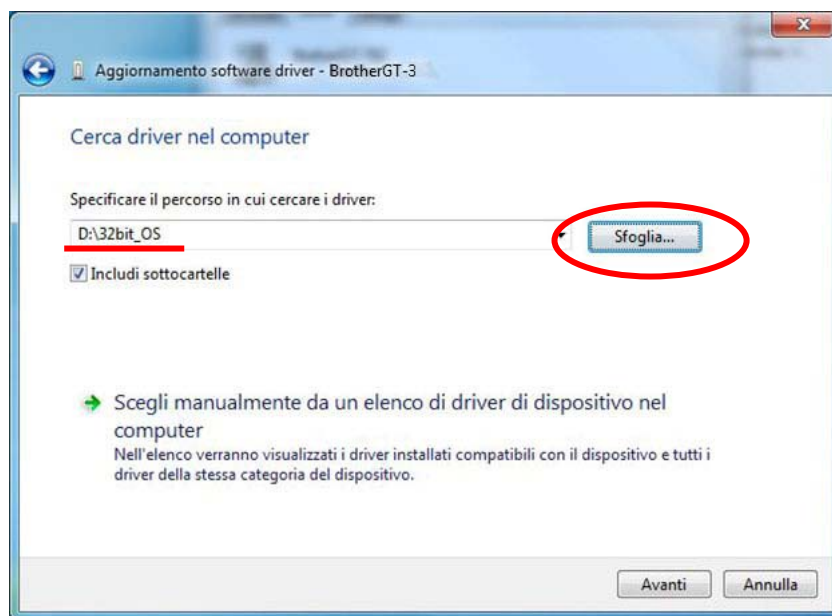 Aggiornamento software driver - BrotherGT-3
Cerca driver nel computer
Specificare il percorso in cui cercare i driver:
D:\32bit_OS
Sfoglia...
Includi sottocartelle
Scegli manualmente da un elenco di driver di dispositivo nel
computer
Nell'elenco verranno visualizzati i driver installati compatibili con il dispositivo e tutti i
driver della stessa categoria del dispositivo.
Avanti
Annulla